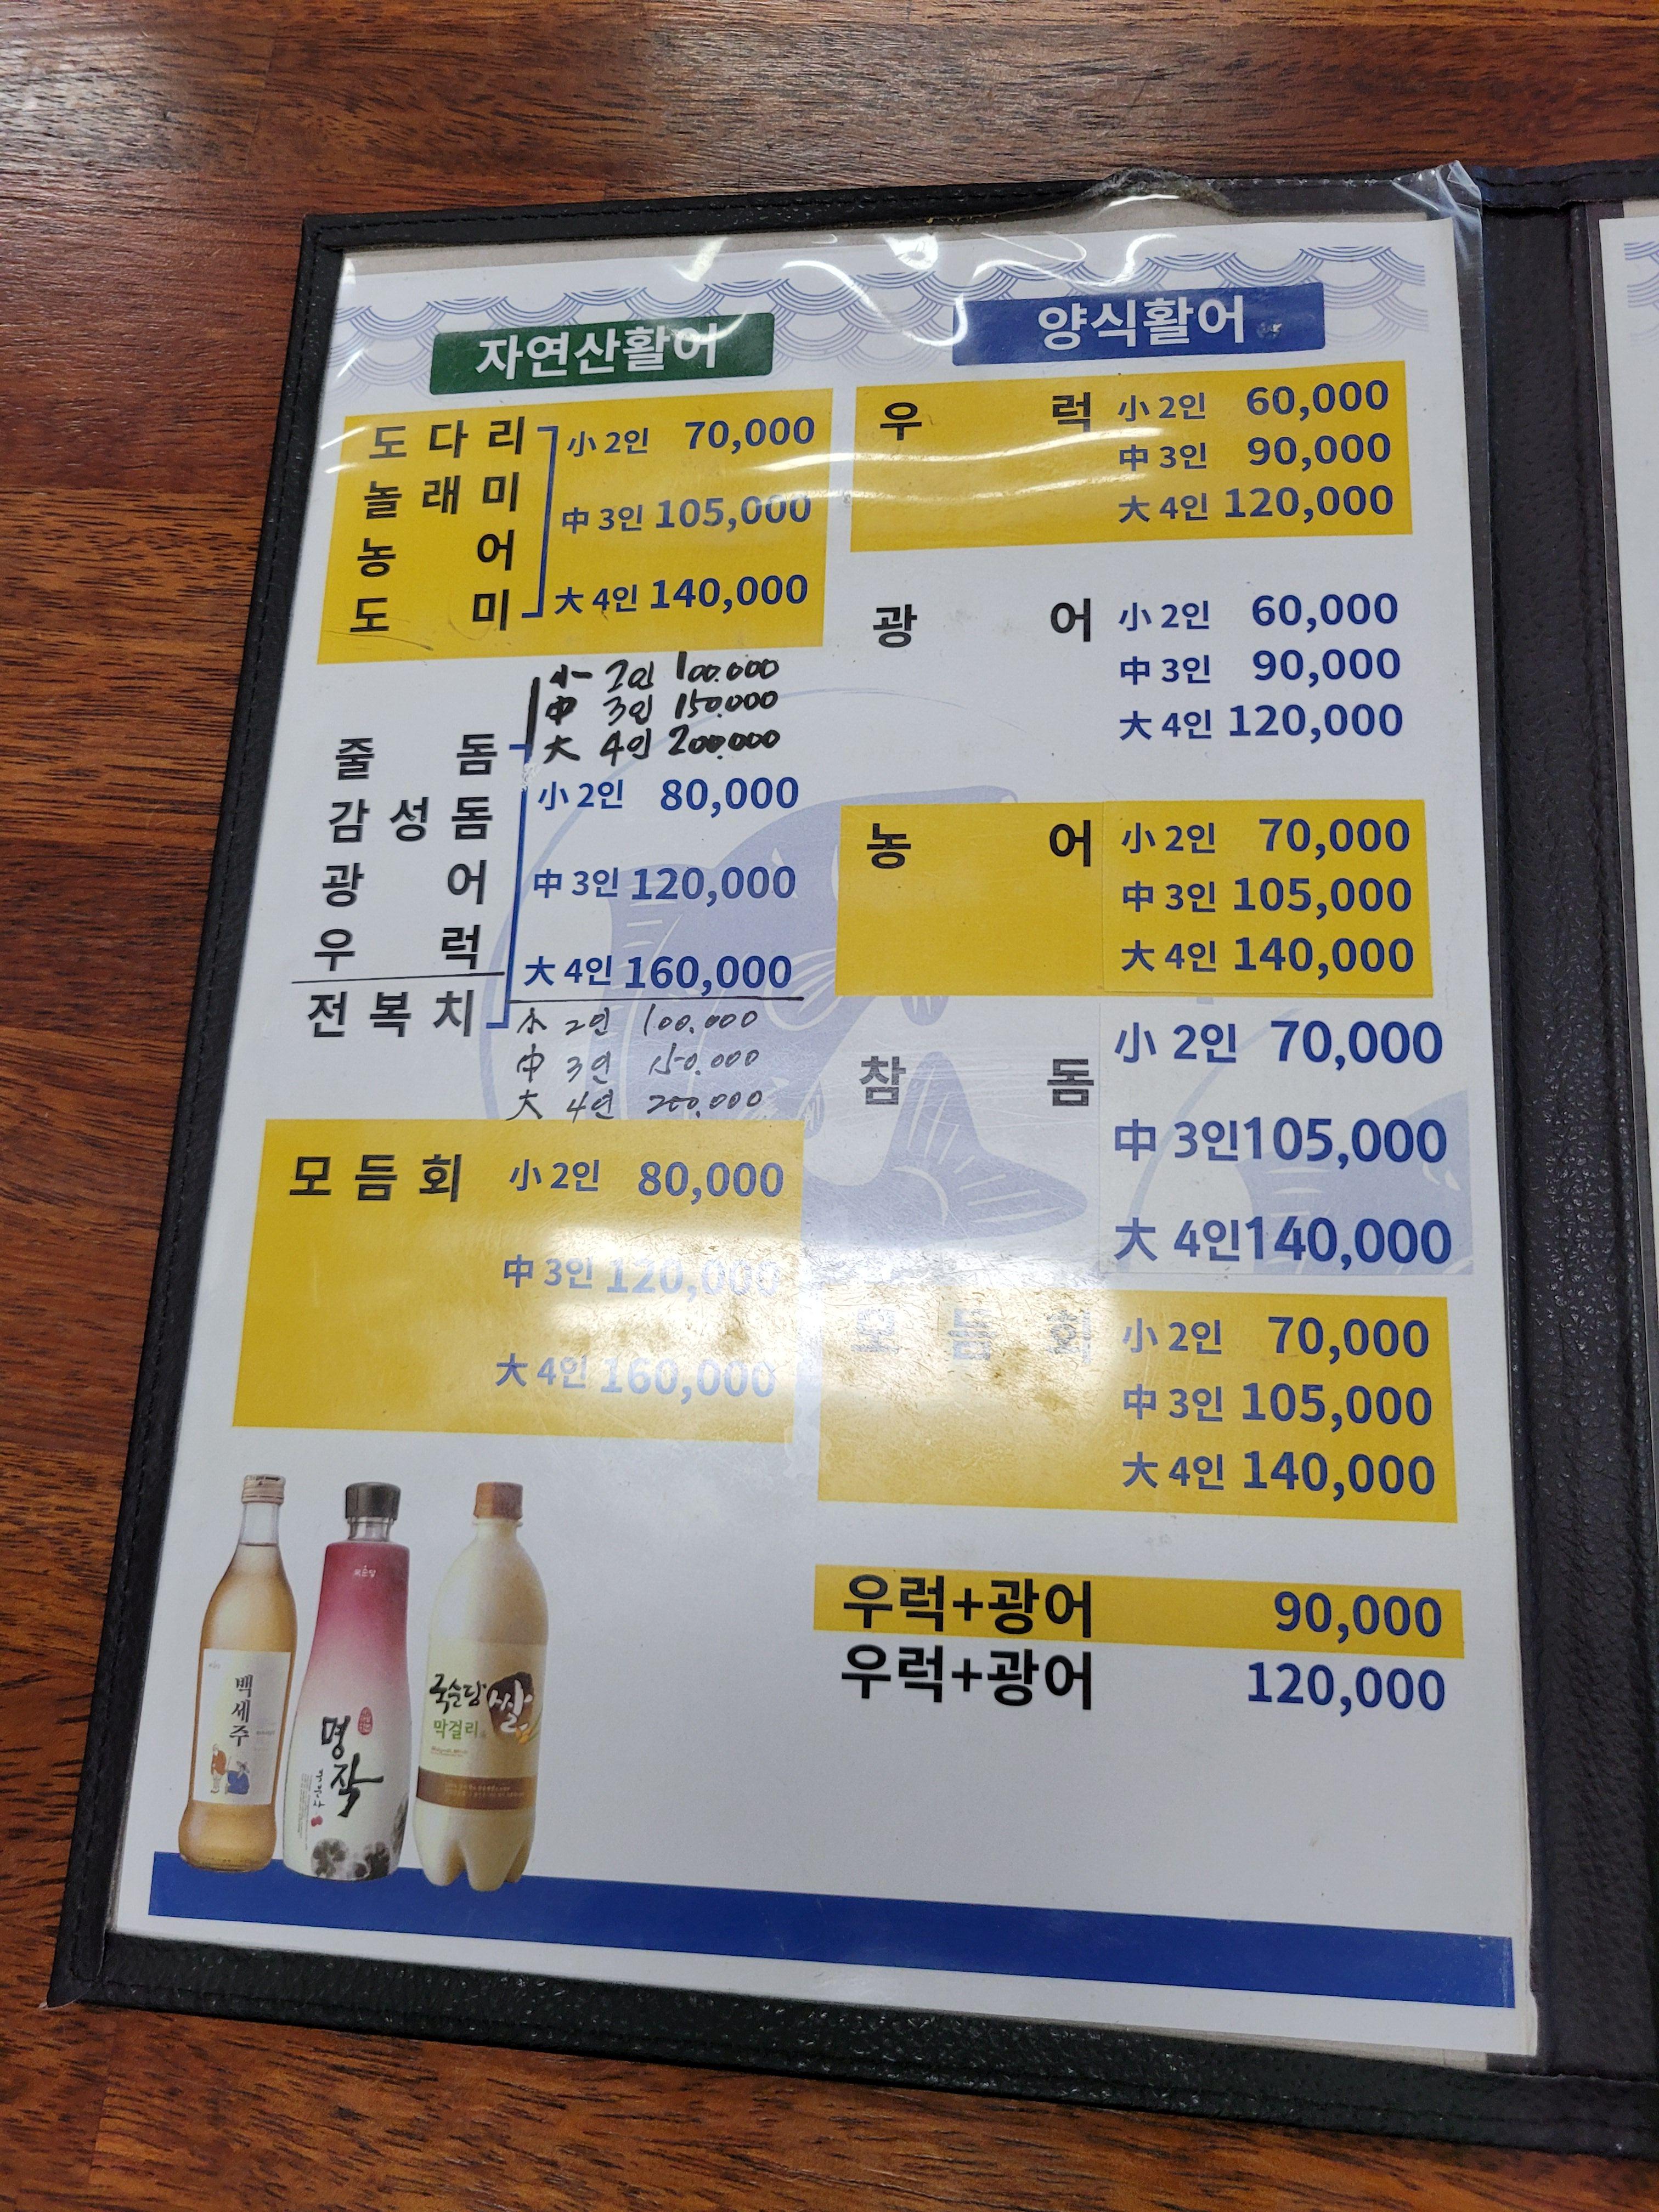 자연산활어
도다리 小 2인 70,000
놀래미 中 3인 105,000
농어
도미 大 4인 140,000
小 2인 100.000
中 3인 150.000
줄돔 大 4인 200.000
小 2인 80,000
감성돔
광어 中 3인 120,000
우럭
大 4인 160,000
전복치 小 2인 100.000
中 3인 150.000
大 4인 200,000
모듬회 小 2인 80,000
中 3인 120,000
大 4인 160,000
백세주
명작
국순당
쌀
막걸리
양식활어
우럭 小 2인 60,000
中 3인 90,000
大 4인 120,000
광어 小 2인 60,000
中 3인 90,000
大 4인 120,000
농어 小 2인 70,000
中 3인 105,000
大 4인 140,000
小 2인 70,000
참돔
中 3인 105,000
大 4인 140,000
모듬회 小 2인 70,000
中 3인 105,000
大 4인 140,000
우럭+광어 90,000
우럭+광어 120,000